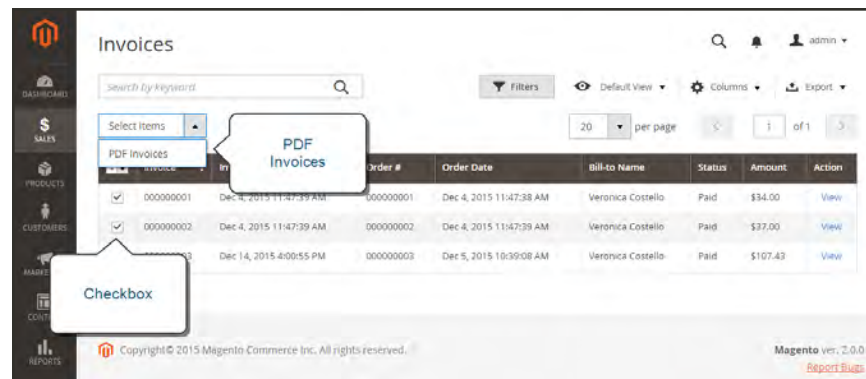 Invoices
admin
DASHBOARD
Search by keyword
Filters
Default View
Columns
Export
$
SALES
Select Items
20 per page
1 of 1
PDF Invoices
PDF
Invoices
PRODUCTS
Invoice
Order #
Order Date
Bill-to Name
Status
Amount
Action
000000001
Dec 4, 2015 11:47:39 AM
000000001
Dec 4, 2015 11:47:38 AM
Veronica Costello
Paid
$34.00
View
CUSTOMERS
000000002
Dec 4, 2015 11:47:39 AM
000000002
Dec 4, 2015 11:47:39 AM
Veronica Costello
Paid
$37.00
View
Dec 14, 2015 4:00:55 PM
000000003
Dec 5, 2015 10:39:08 AM
Veronica Costello
Paid
$107.43
View
Checkbox
REPORTS
Copyright© 2015 Magento Commerce Inc. All rights reserved.
Magento ver. 2.0.0
Report Bugs